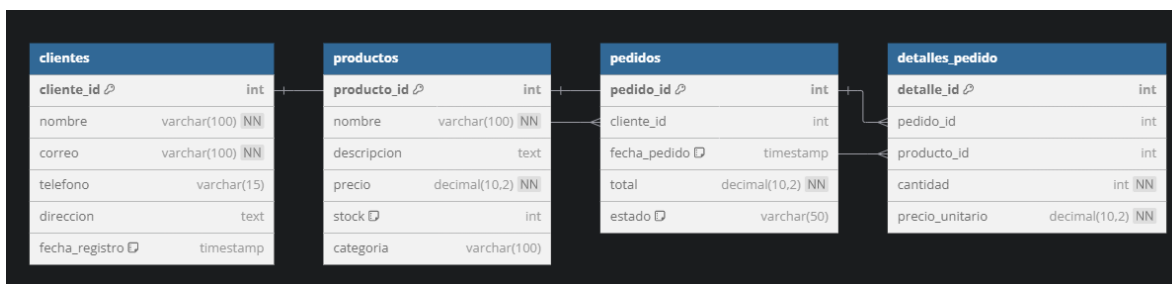 clientes
cliente_id int
nombre varchar(100) NN
correo varchar(100) NN
telefono varchar(15)
direccion text
fecha_registro timestamp
productos
producto_id int
nombre varchar(100) NN
descripcion text
precio decimal(10,2) NN
stock int
categoria varchar(100)
pedidos
pedido_id int
cliente_id int
fecha_pedido timestamp
total decimal(10,2) NN
estado varchar(50)
detalles_pedido
detalle_id int
pedido_id int
producto_id int
cantidad int NN
precio_unitario decimal(10,2) NN